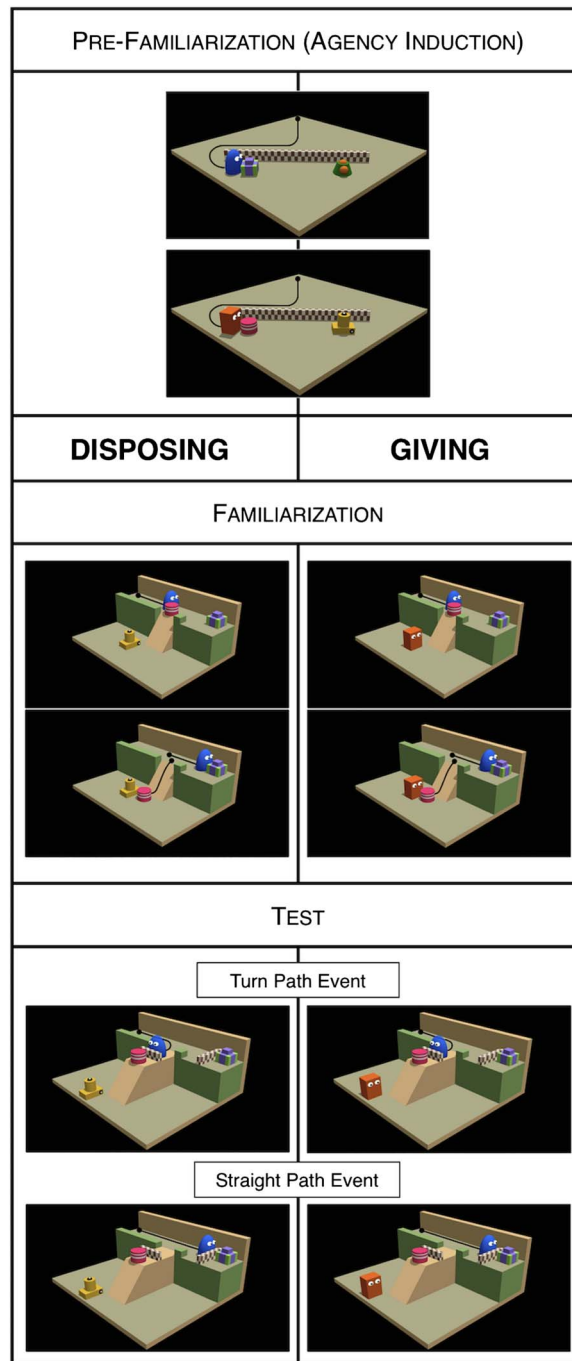 PRE-FAMILIARIZATION (AGENCY INDUCTION)
DISPOSING
GIVING
FAMILIARIZATION
TEST
Turn Path Event
Straight Path Event